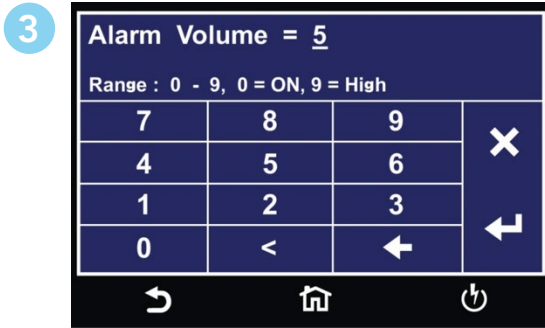 3
Alarm Volume = 5
Range : 0 - 9, 0 = ON, 9 = High
7 8 9
4 5 6
1 2 3
0 <